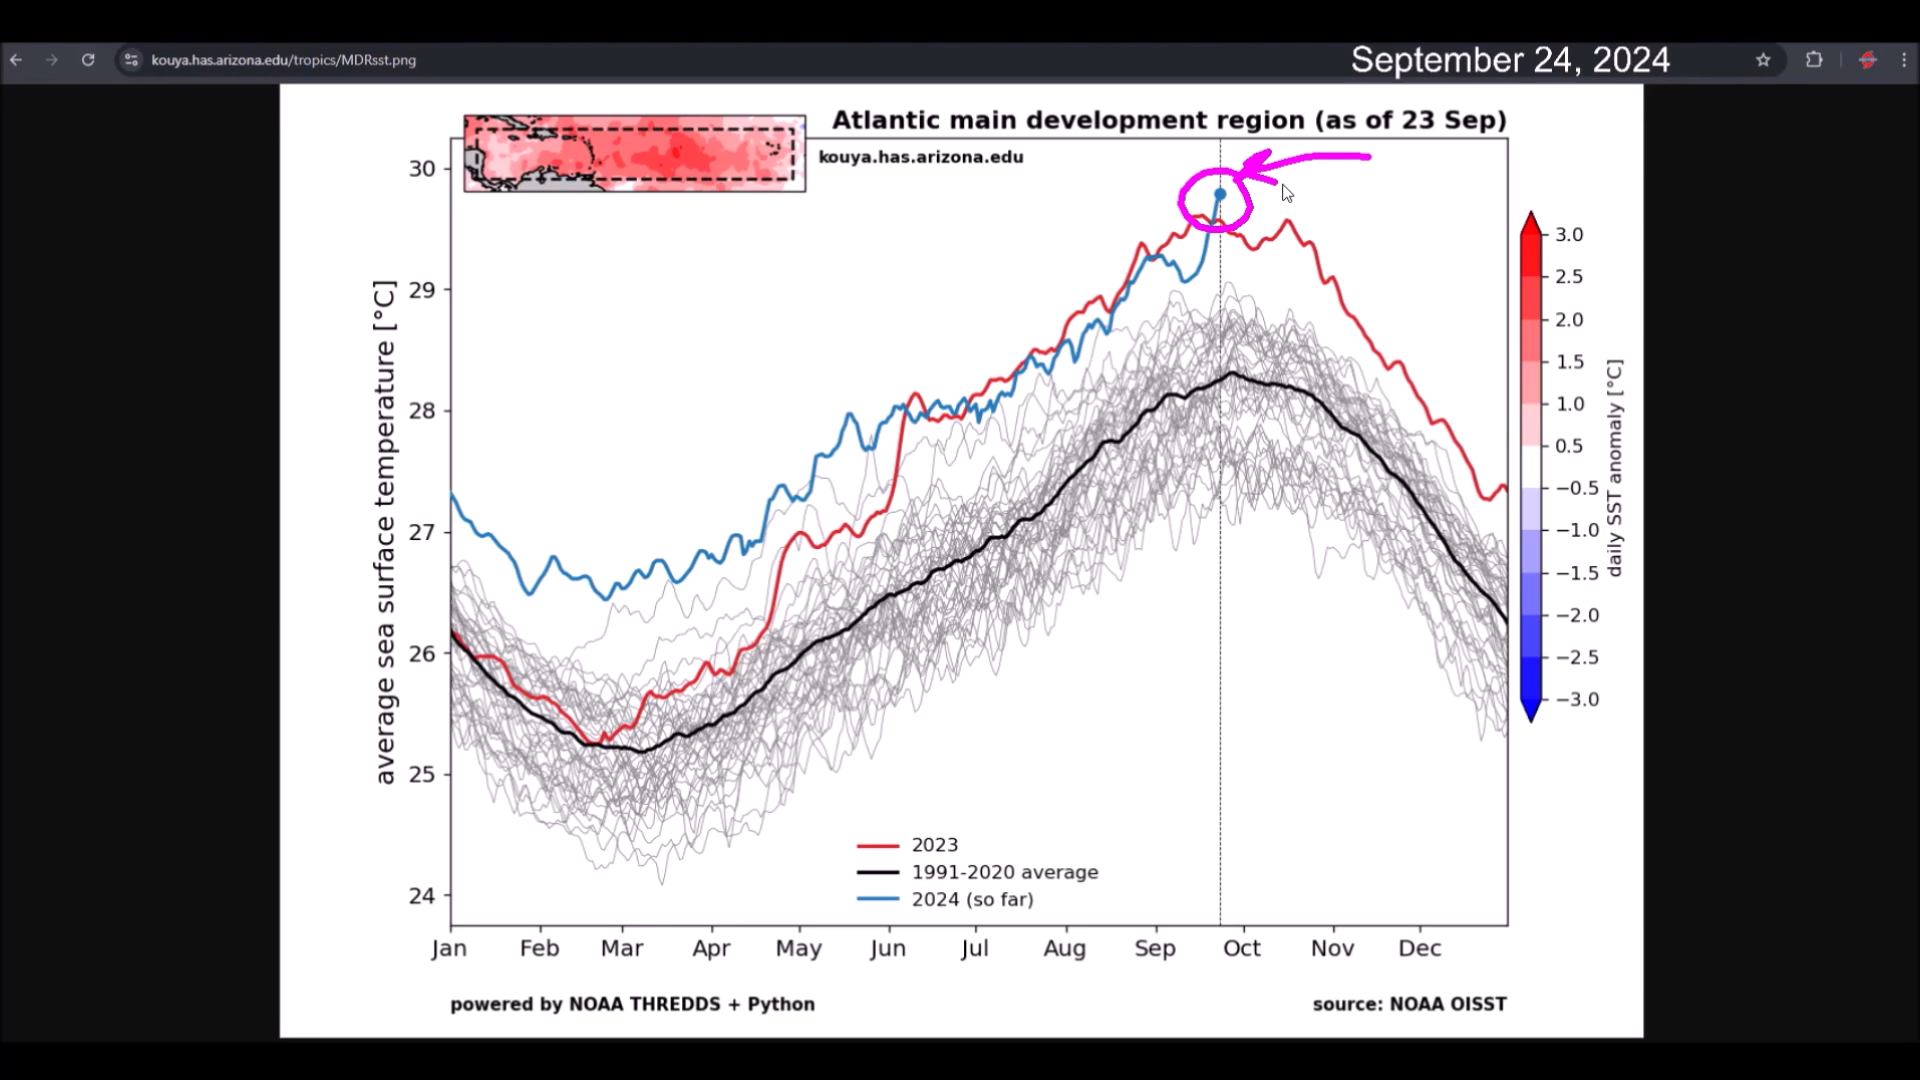 kouya.has.arizona.edu/tropics/MDRsst.png
September 24, 2024
Atlantic main development region (as of 23 Sep)
kouya.has.arizona.edu
average sea surface temperature [°C]
30
29
28
27
26
25
24
Jan Feb Mar Apr May Jun Jul Aug Sep Oct Nov Dec
2023
1991-2020 average
2024 (so far)
3.0
2.5
2.0
1.5
1.0
0.5
−0.5
−1.0
−1.5
−2.0
−2.5
−3.0
daily SST anomaly [°C]
powered by NOAA THREDDS + Python
source: NOAA OISST